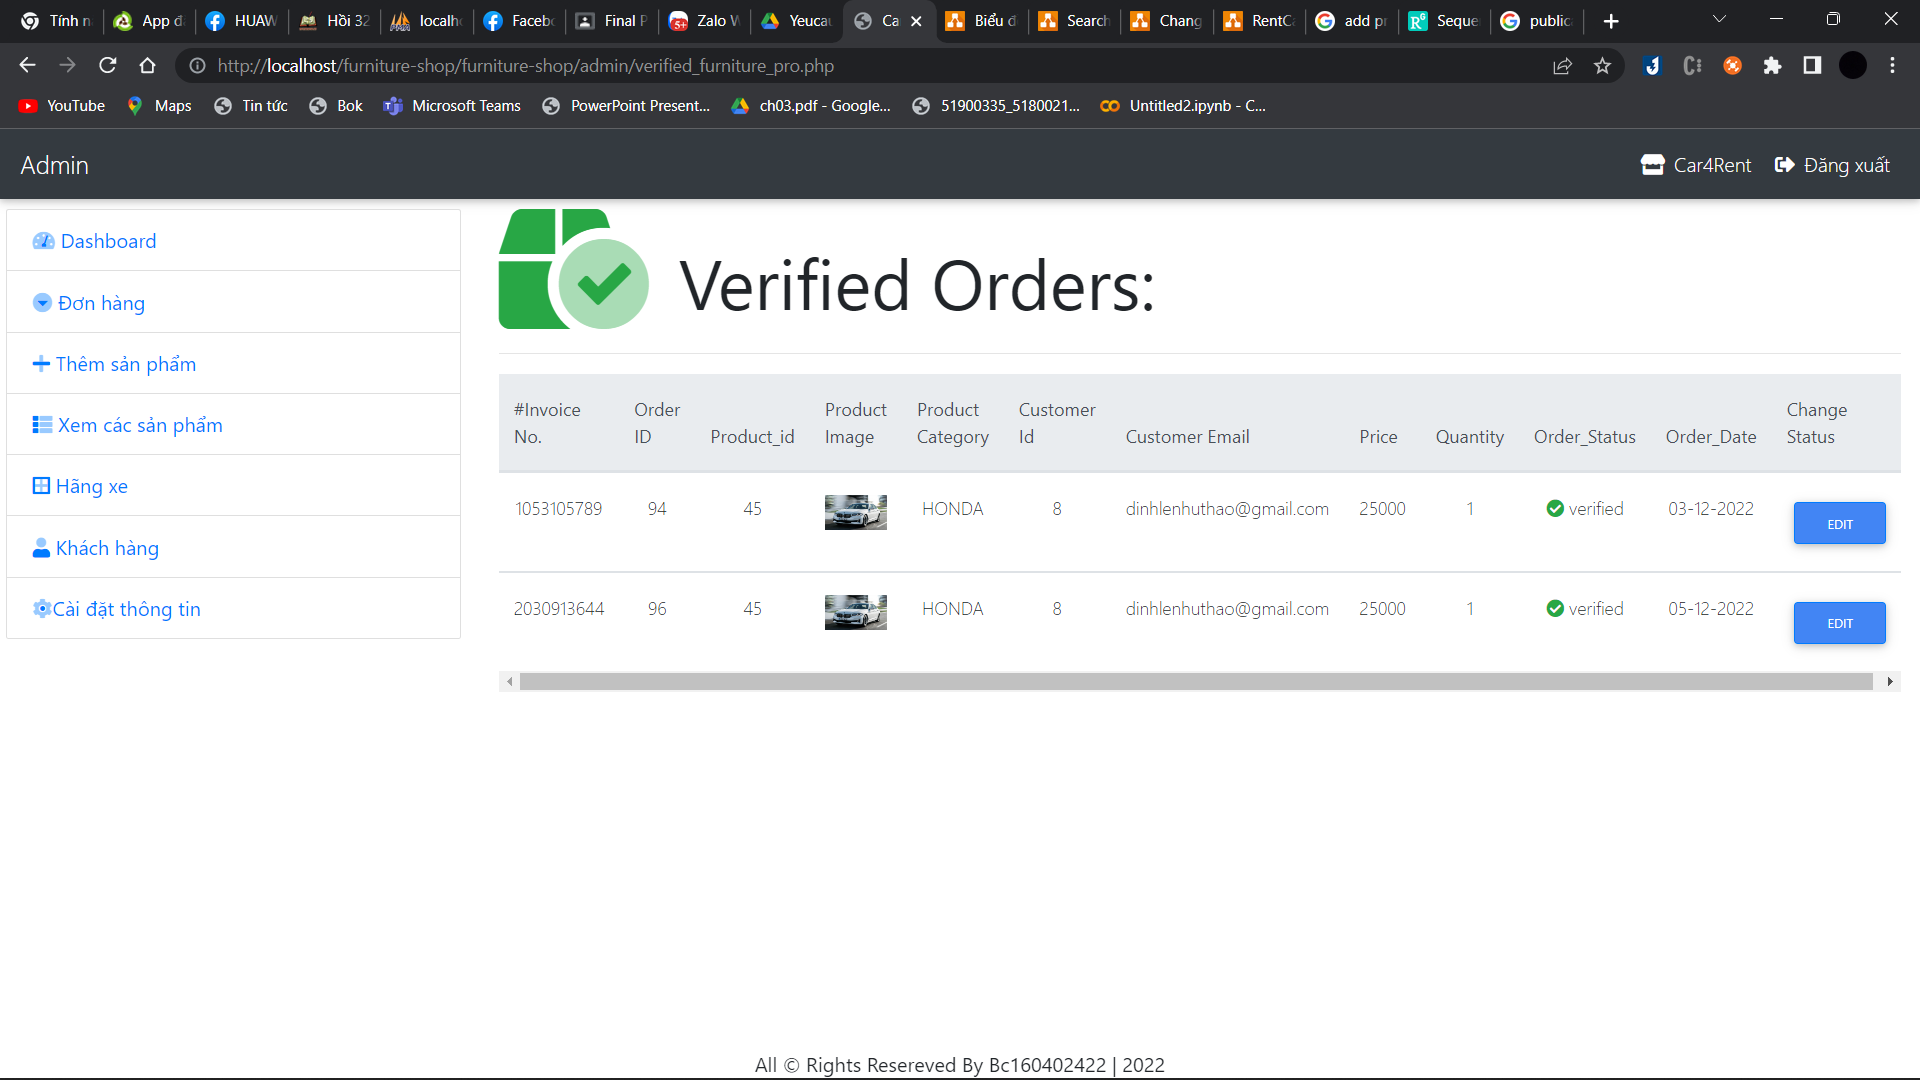 Tính n
App đ
HUAW
Hồi 32
localh
Facebo
Final P
Zalo W
Yeucau
Ca
Biểu đ
Search
Chang
RentCa
add pr
Seque
public
http://localhost/furniture-shop/furniture-shop/admin/verified_furniture_pro.php
YouTube
Maps
Tin tức
Bok
Microsoft Teams
PowerPoint Present...
ch03.pdf - Google...
51900335_5180021...
Untitled2.ipynb - C...
Admin
Car4Rent
Đăng xuất
Dashboard
Đơn hàng
Thêm sản phẩm
Xem các sản phẩm
Hãng xe
Khách hàng
Cài đặt thông tin
Verified Orders:
#Invoice No. Order ID Product_id Product Image Product Category Customer Id Customer Email Price Quantity Order_Status Order_Date Change Status
1053105789 94 45 HONDA 8 dinhlenhuthao@gmail.com 25000 1 verified 03-12-2022 EDIT
2030913644 96 45 HONDA 8 dinhlenhuthao@gmail.com 25000 1 verified 05-12-2022 EDIT
All © Rights Resereved By Bc160402422 | 2022